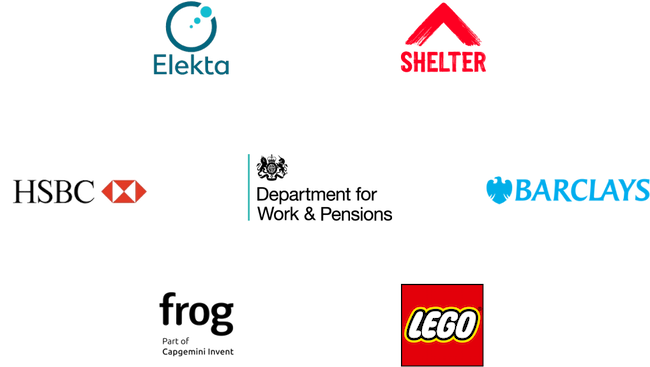 Elekta
SHELTER
HSBC
Department for
Work & Pensions
BARCLAYS
frog
Part of
Capgemini Invent
LEGO